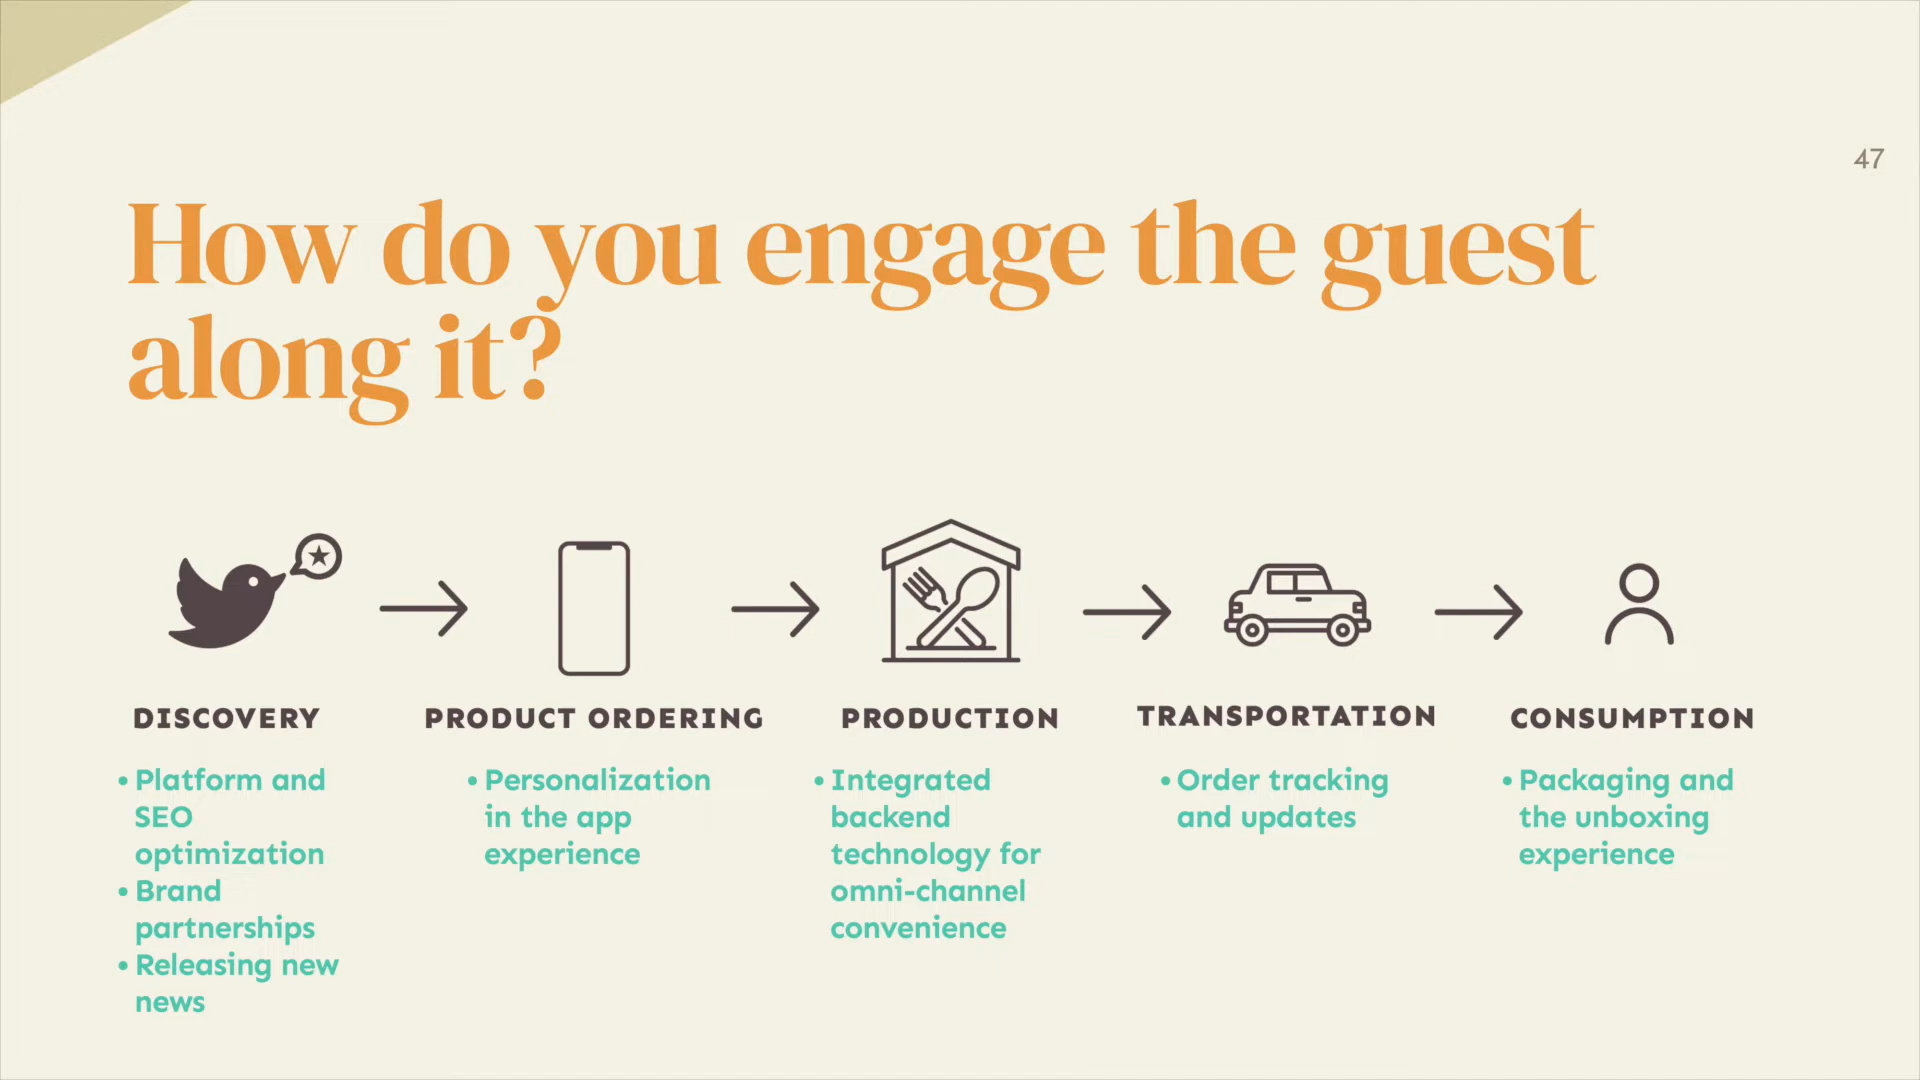 47
How do you engage the guest
along it?
DISCOVERY
• Platform and
SEO
optimization
• Brand
partnerships
• Releasing new
news
PRODUCT ORDERING
• Personalization
in the app
experience
PRODUCTION
• Integrated
backend
technology for
omni-channel
convenience
TRANSPORTATION
• Order tracking
and updates
CONSUMPTION
• Packaging and
the unboxing
experience